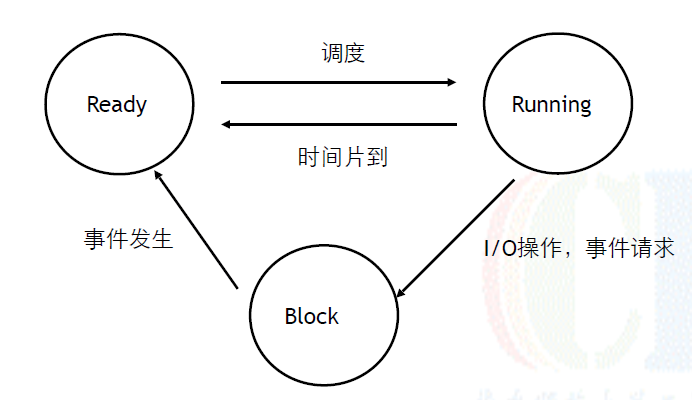 调度
Ready
Running
时间片到
事件发生
I/O操作，事件请求
Block